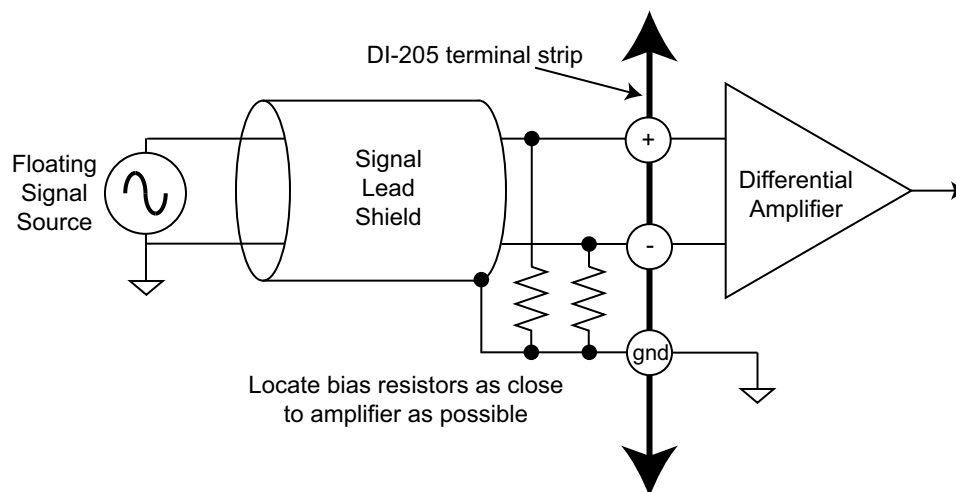 DI-205 terminal strip
Floating
Signal
Source
Signal
Lead
Shield
+
-
gnd
Differential
Amplifier
Locate bias resistors as close
to amplifier as possible